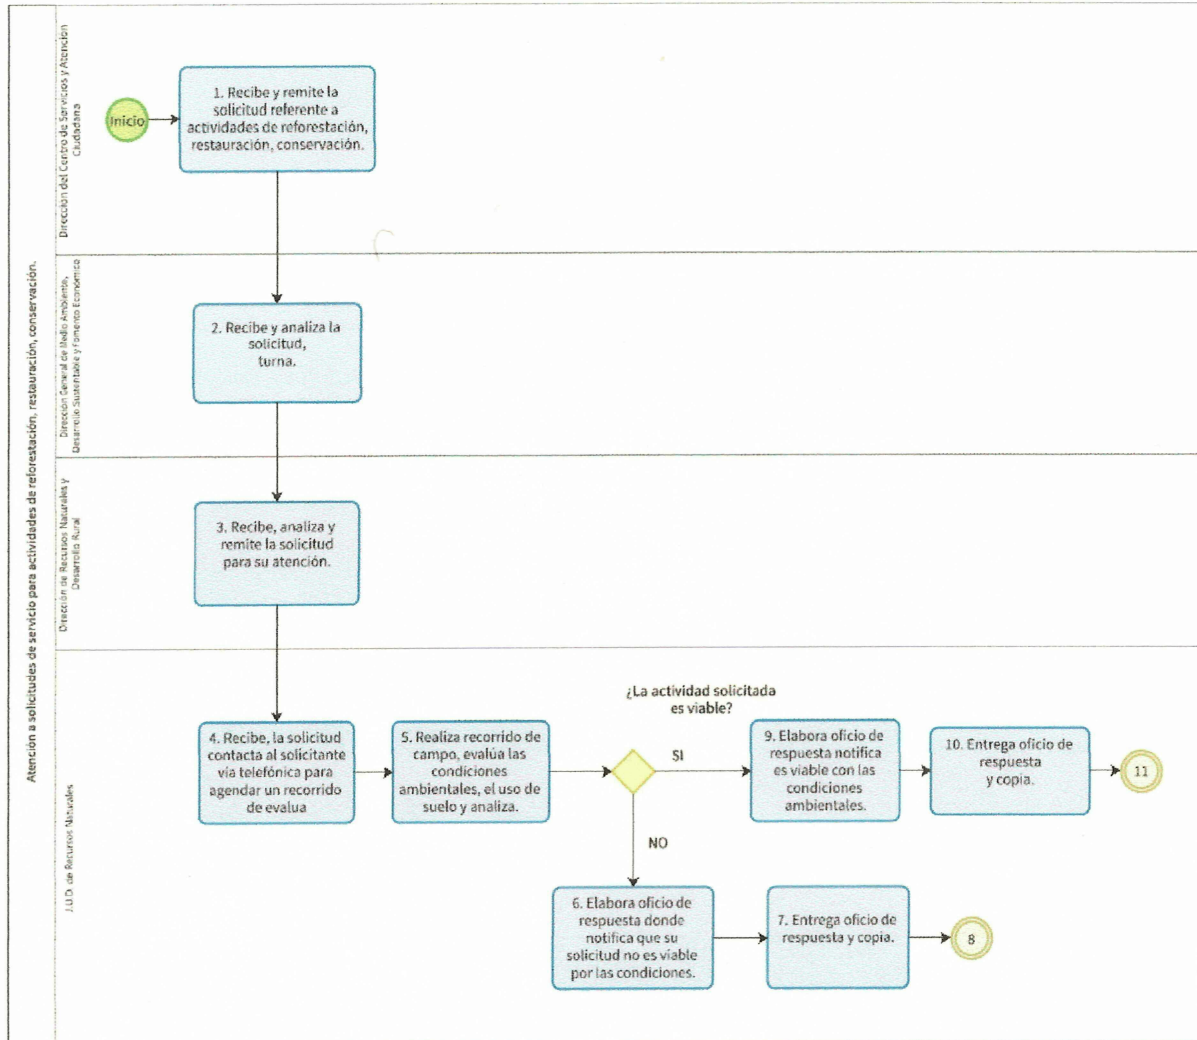 Atención a solicitudes de servicio para actividades de reforestación, restauración, conservación.
Dirección del Centro de Servicios y Atención
Ciudadana
Inicio
1. Recibe y remite la
solicitud referente a
actividades de reforestación,
restauración, conservación.
Dirección General de Medio Ambiente,
Desarrollo Sustentable y Fomento Económico
2. Recibe y analiza la
solicitud,
turna.
Dirección de Recursos Naturales y
Desarrollo Rural
3. Recibe, analiza y
remite la solicitud
para su atención.
J.U.D. de Recursos Naturales
4. Recibe, la solicitud
contacta al solicitante
vía telefónica para
agendar un recorrido
de evalua
5. Realiza recorrido de
campo, evalúa las
condiciones
ambientales, el uso de
suelo y analiza.
¿La actividad solicitada
es viable?
SI
9. Elabora oficio de
respuesta notifica
es viable con las
condiciones
ambientales.
10. Entrega oficio de
respuesta
y copia.
11
NO
6. Elabora oficio de
respuesta donde
notifica que su
solicitud no es viable
por las condiciones.
7. Entrega oficio de
respuesta y copia.
8